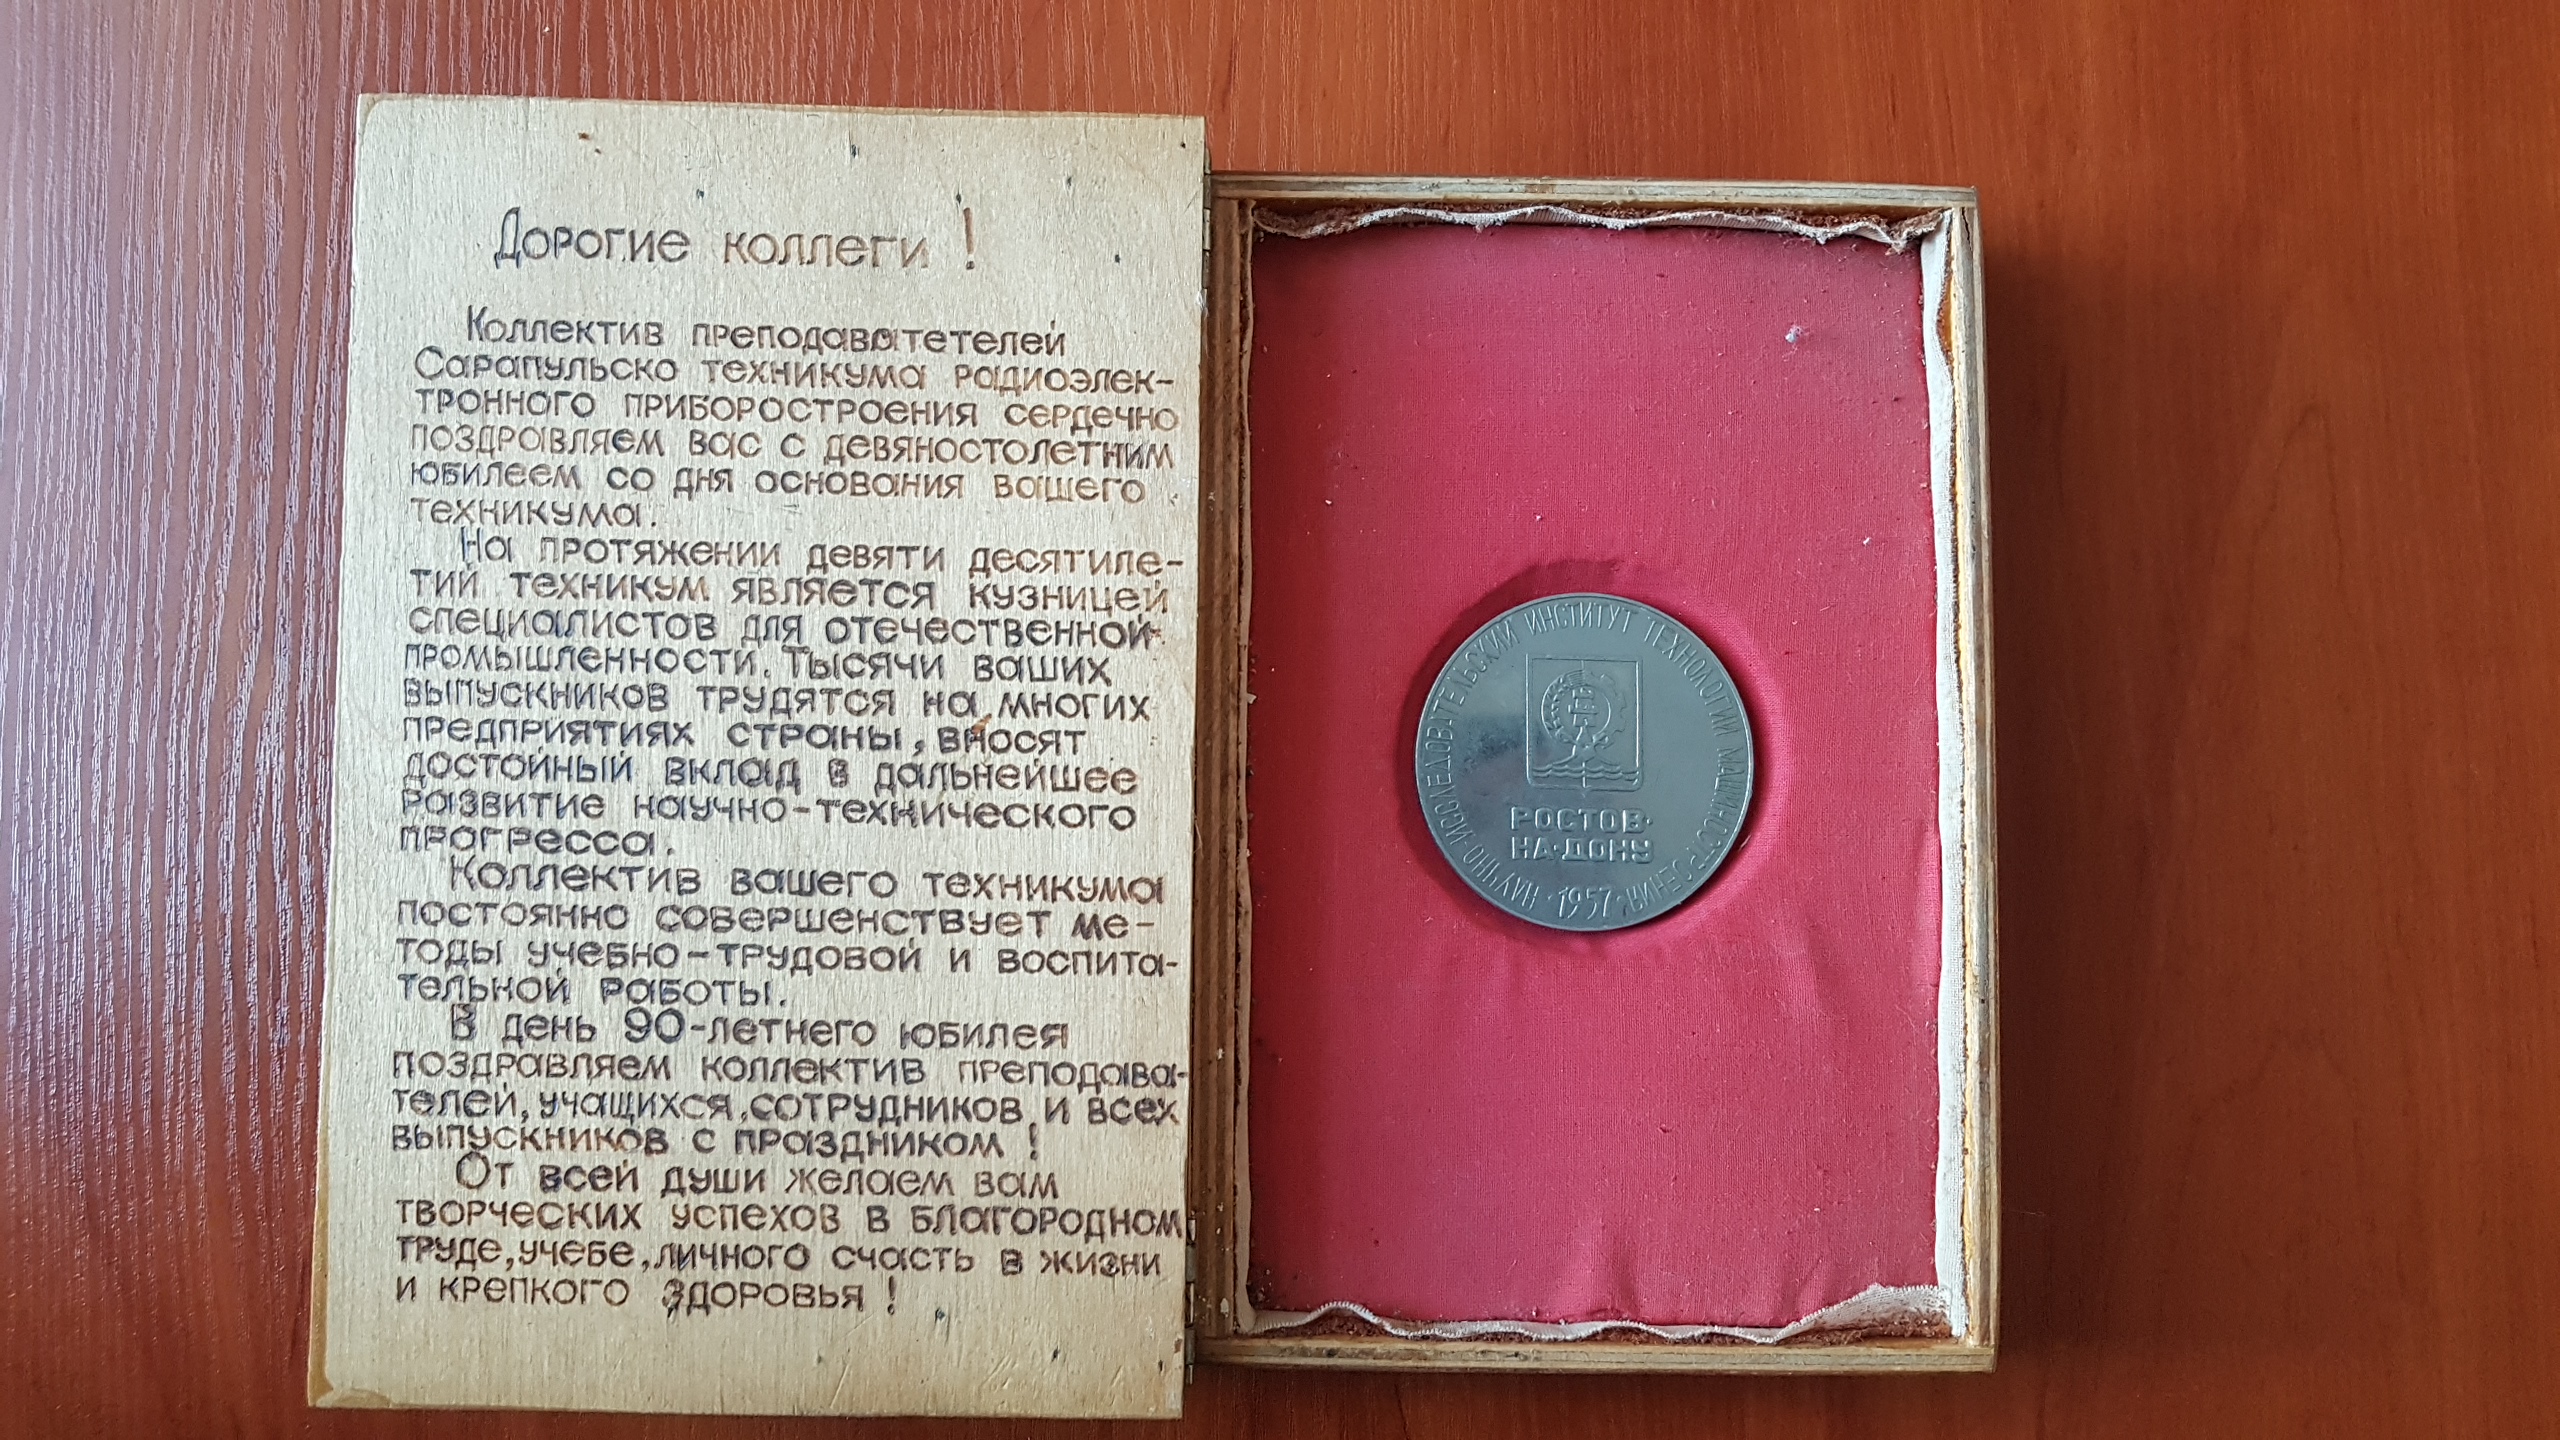 Дорогие коллеги!
Коллектив преподаватетелей
Сарапульско техникума радиоэлек-
тронного приборостроения сердечно
поздравляем вас с девяностолетним
юбилеем со дня основания вашего
техникума.
На протяжении девяти десятиле-
тий техникум является кузницей
специалистов для отечественной
промышленности. Тысячи ваших
выпускников трудятся на многих
предприятиях страны, вносят
достойный вклад в дальнейшее
развитие научно-технического
прогресса.
Коллектив вашего техникума
постоянно совершенствует ме-
тоды учебно-трудовой и воспита-
тельной работы.
В день 90-летнего юбилея
поздравляем коллектив преподава-
телей, учащихся, сотрудников и всех
выпускников с праздником!
От всей души желаем вам
творческих успехов в благородном
труде, учебе, личного счасть в жизни
и крепкого здоровья!
НАУЧНО-ИССЛЕДОВАТЕЛЬСКИЙ ИНСТИТУТ ТЕХНОЛОГИИ МАШИНОСТРОЕНИЯ
РОСТОВ-
НА-ДОНУ
·1957·